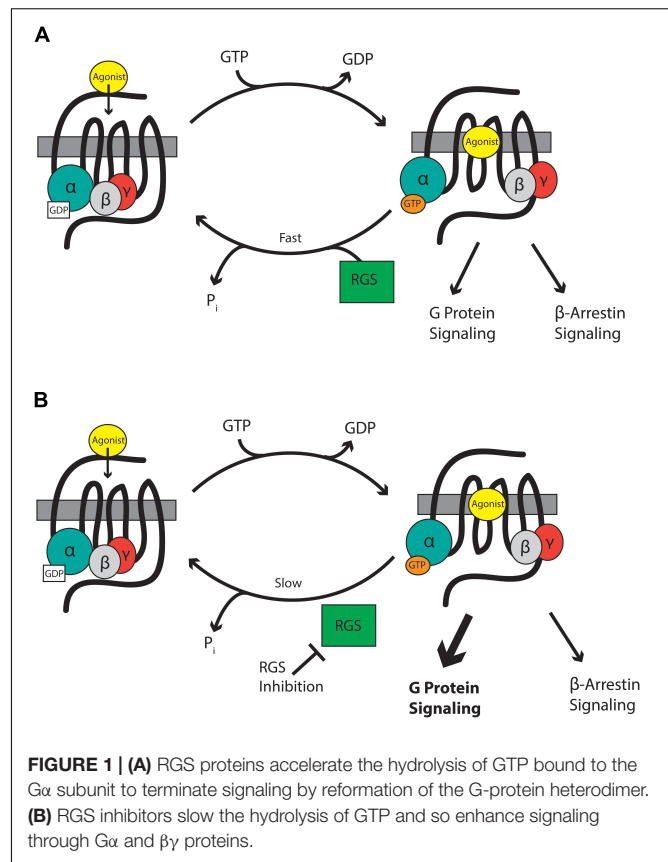 A
Agonist
GTP
GDP
α
β
γ
GDP
Agonist
α
GTP
β
γ
Fast
RGS
Pi
G Protein
Signaling
β-Arrestin
Signaling
B
Agonist
GTP
GDP
α
β
γ
GDP
Agonist
α
GTP
β
γ
Slow
RGS
Pi
RGS
Inhibition
G Protein
Signaling
β-Arrestin
Signaling
FIGURE 1 | (A) RGS proteins accelerate the hydrolysis of GTP bound to the
Gα subunit to terminate signaling by reformation of the G-protein heterodimer.
(B) RGS inhibitors slow the hydrolysis of GTP and so enhance signaling
through Gα and βγ proteins.